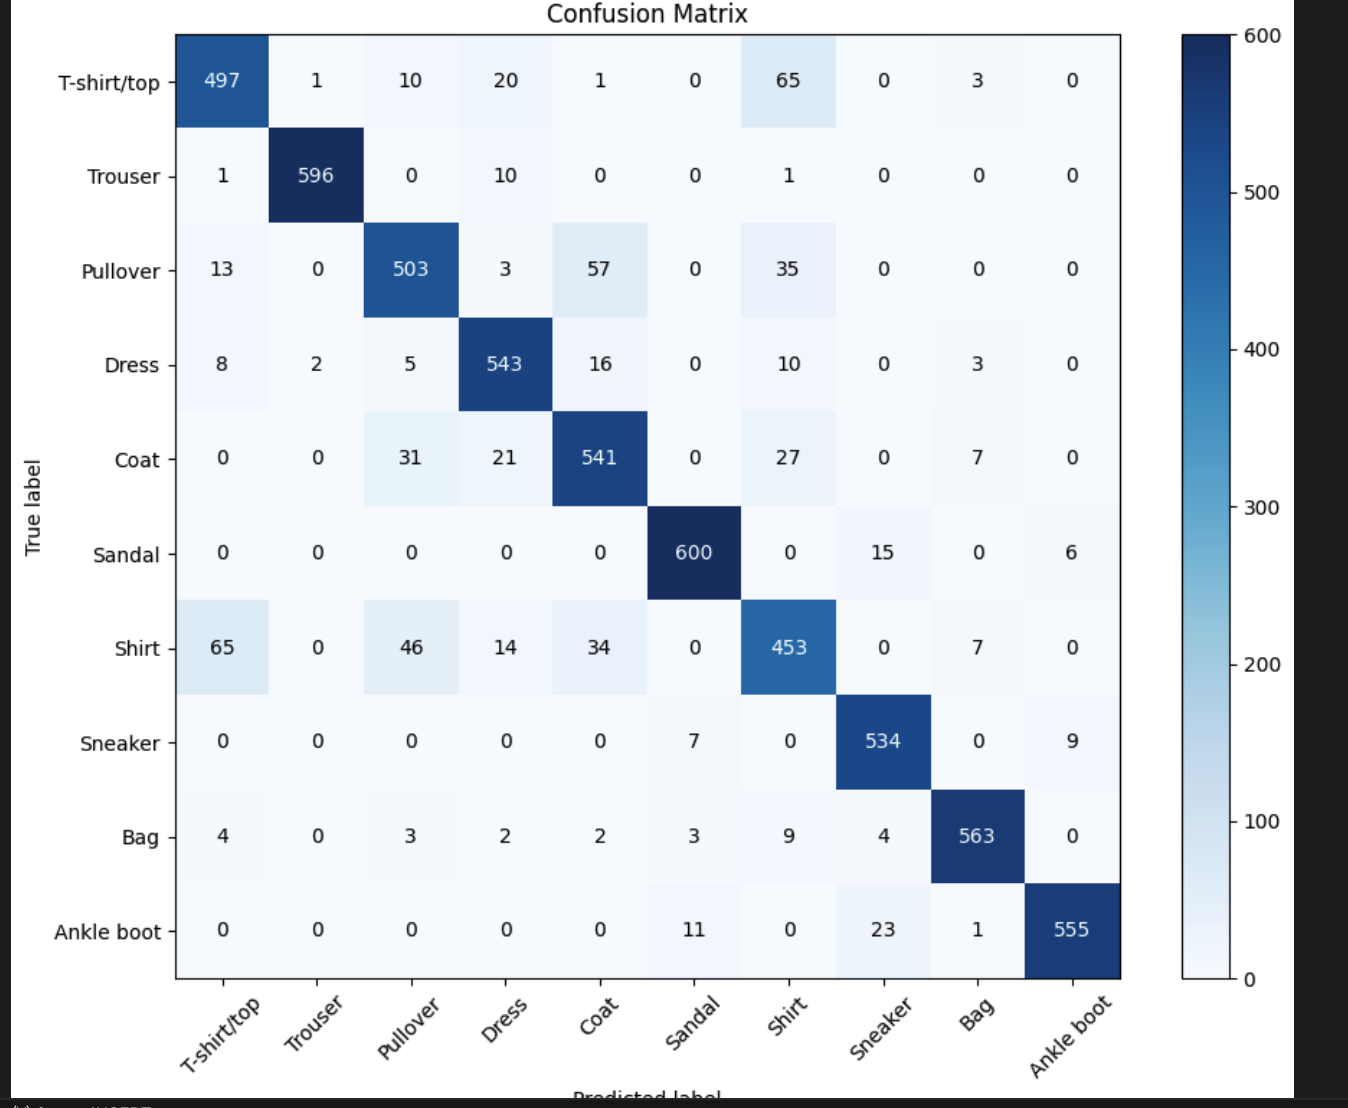 Confusion Matrix
T-shirt/top 497 1 10 20 1 0 65 0 3 0
Trouser 1 596 0 10 0 0 1 0 0 0
Pullover 13 0 503 3 57 0 35 0 0 0
Dress 8 2 5 543 16 0 10 0 3 0
Coat 0 0 31 21 541 0 27 0 7 0
Sandal 0 0 0 0 0 600 0 15 0 6
Shirt 65 0 46 14 34 0 453 0 7 0
Sneaker 0 0 0 0 0 7 0 534 0 9
Bag 4 0 3 2 2 3 9 4 563 0
Ankle boot 0 0 0 0 0 11 0 23 1 555
True label
T-shirt/top Trouser Pullover Dress Coat Sandal Shirt Sneaker Bag Ankle boot
Predicted label
600
500
400
300
200
100
0